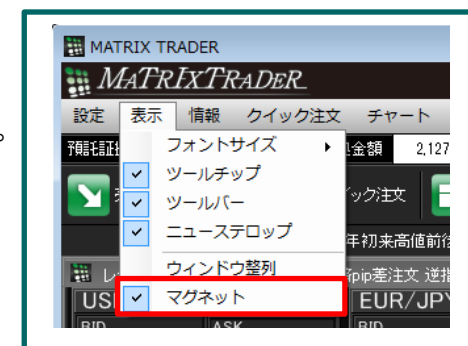 。
MATRIX TRADER
MATRIXTRADER
設定 表示 情報 クイック注文 チャート
預託証 金額 2,127
フォントサイズ
ツールチップ
ツールバー
ック注文
ニューステロップ
年初来高値前後
ウィンドウ整列
pip差注文 逆指
マグネット
US EUR/JPY
BID ASK BID